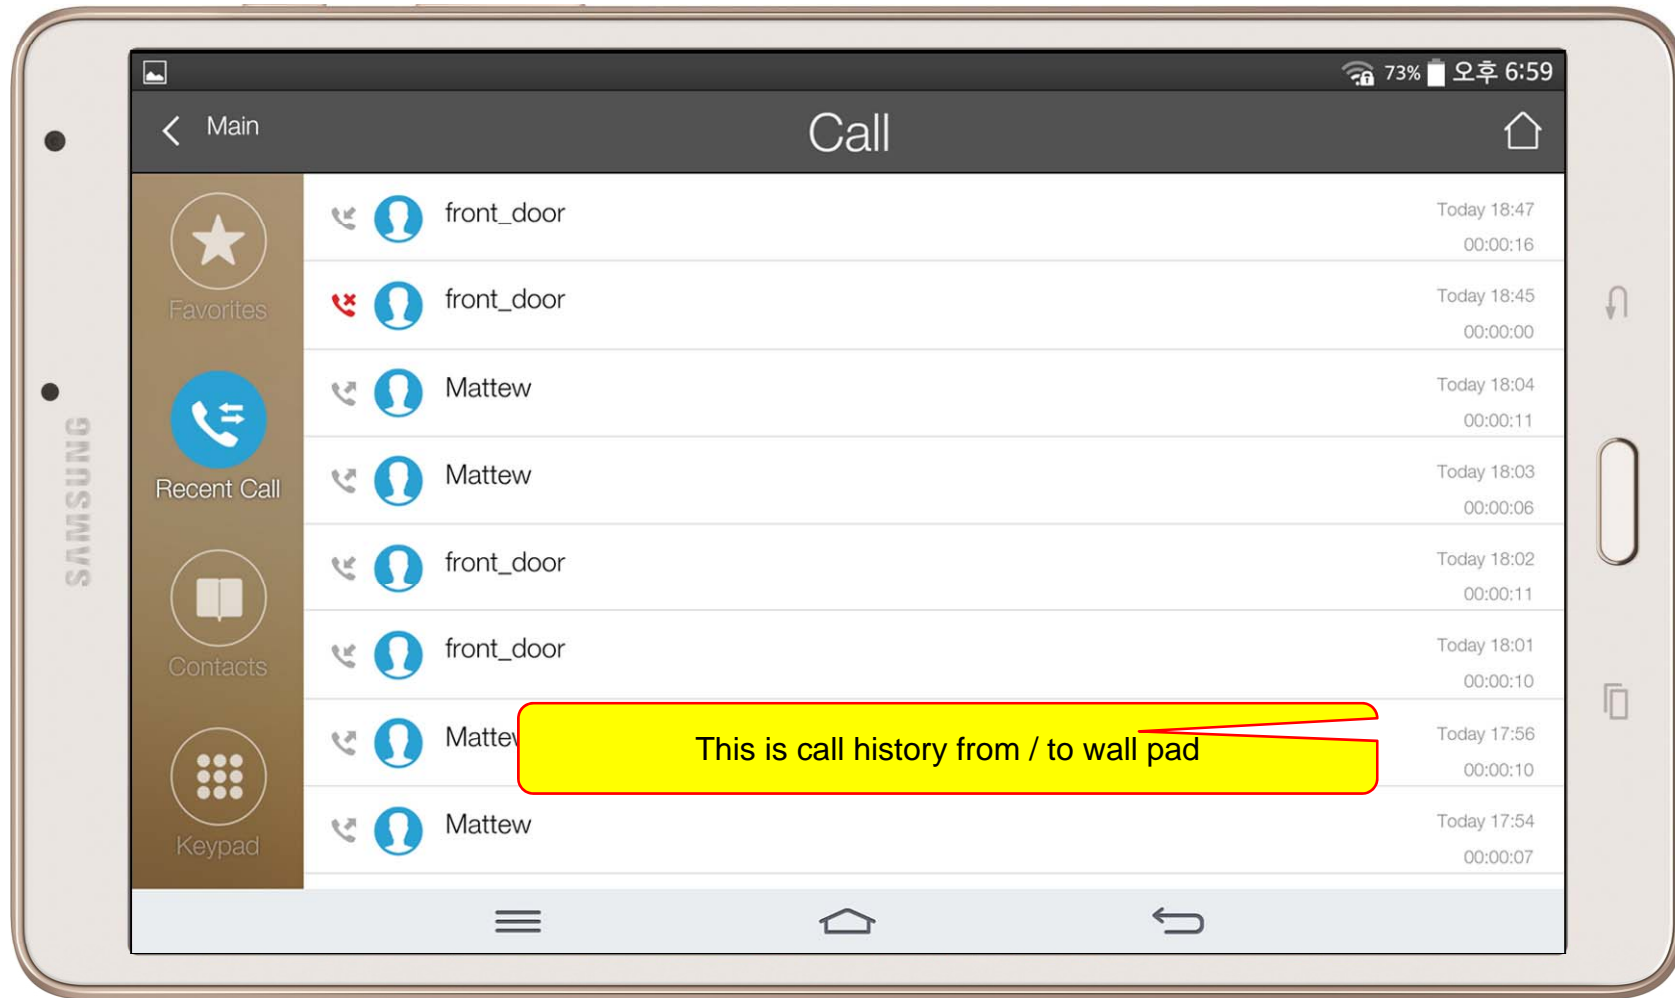 73% 오후 6:59
Main
Call
front_door
Today 18:47
00:00:16
Favorites
front_door
Today 18:45
00:00:00
Mattew
Today 18:04
00:00:11
Recent Call
Mattew
Today 18:03
00:00:06
front_door
Today 18:02
00:00:11
Contacts
front_door
Today 18:01
00:00:10
Mattew
Today 17:56
00:00:10
This is call history from / to wall pad
Keypad
Mattew
Today 17:54
00:00:07
SAMSUNG